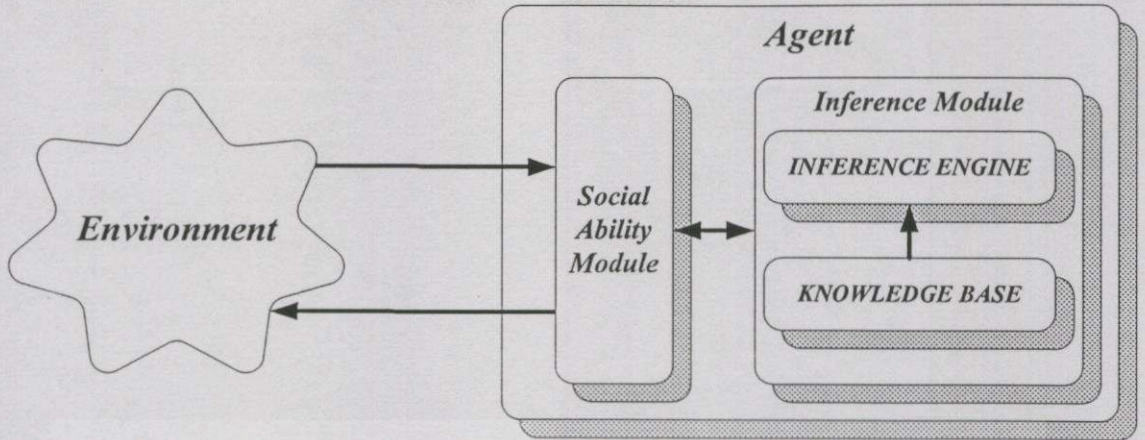 Agent
Environment
Social
Ability
Module
Inference Module
INFERENCE ENGINE
KNOWLEDGE BASE